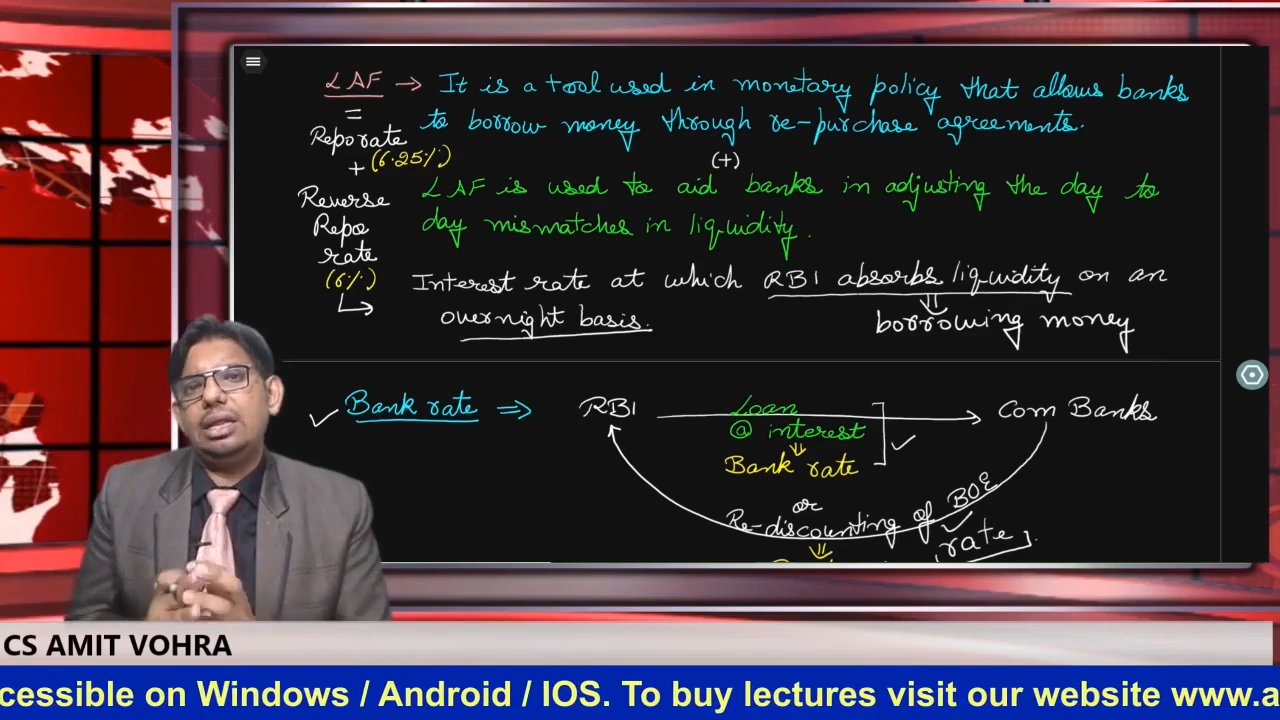 LAF → It is a tool used in monetary policy that allows banks
to borrow money through re-purchase agreements.
=
Repo rate
(6.25%)
+
Reverse
Repo
rate
(6%)
(+)
LAF is used to aid banks in adjusting the day to
day mismatches in liquidity.
↳ Interest rate at which RBI absorbs liquidity on an
overnight basis.
⇓
borrowing money
✓ Bank rate ⇒ RBI → Com Banks
Loan
@ interest
⇓
Bank rate
✓
or
Re-discounting of BOE
⇓
✓
rate
CS AMIT VOHRA
cessible on Windows / Android / IOS. To buy lectures visit our website www.a